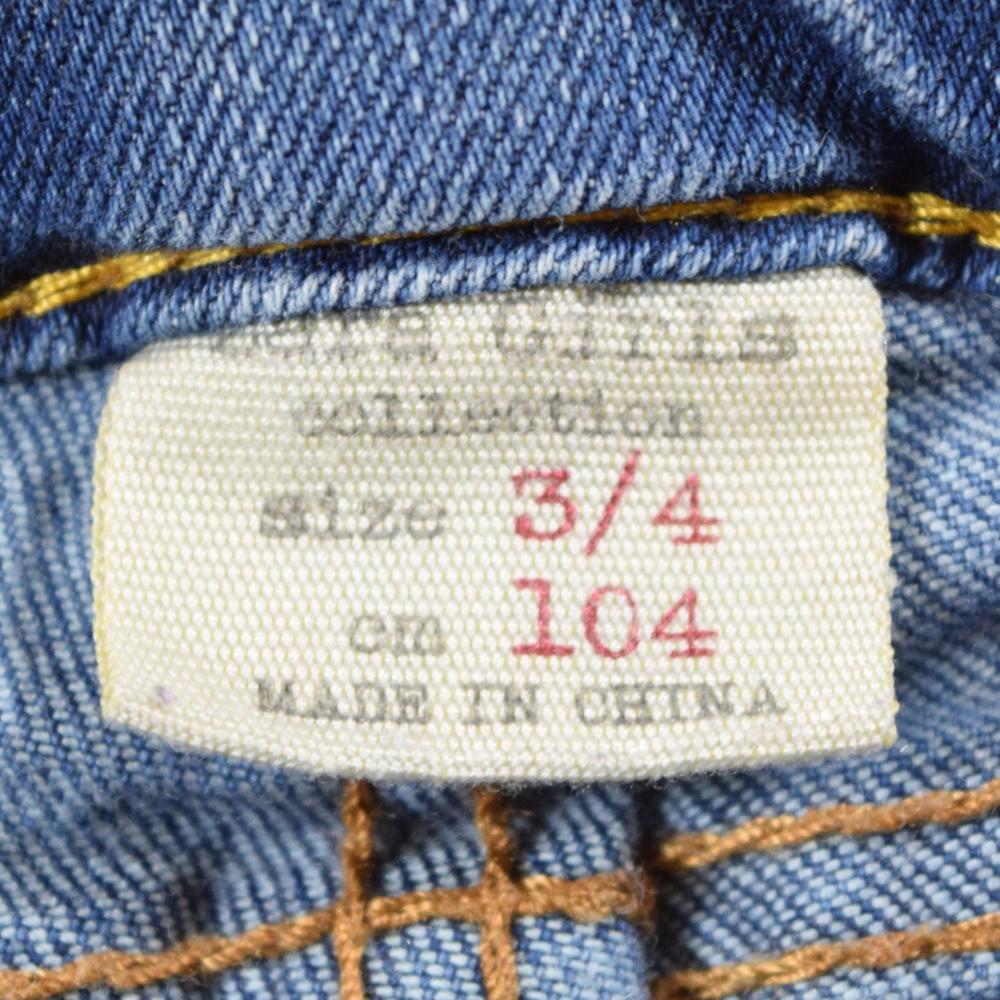 Girls
collection
size 3/4
cm 104
MADE IN CHINA